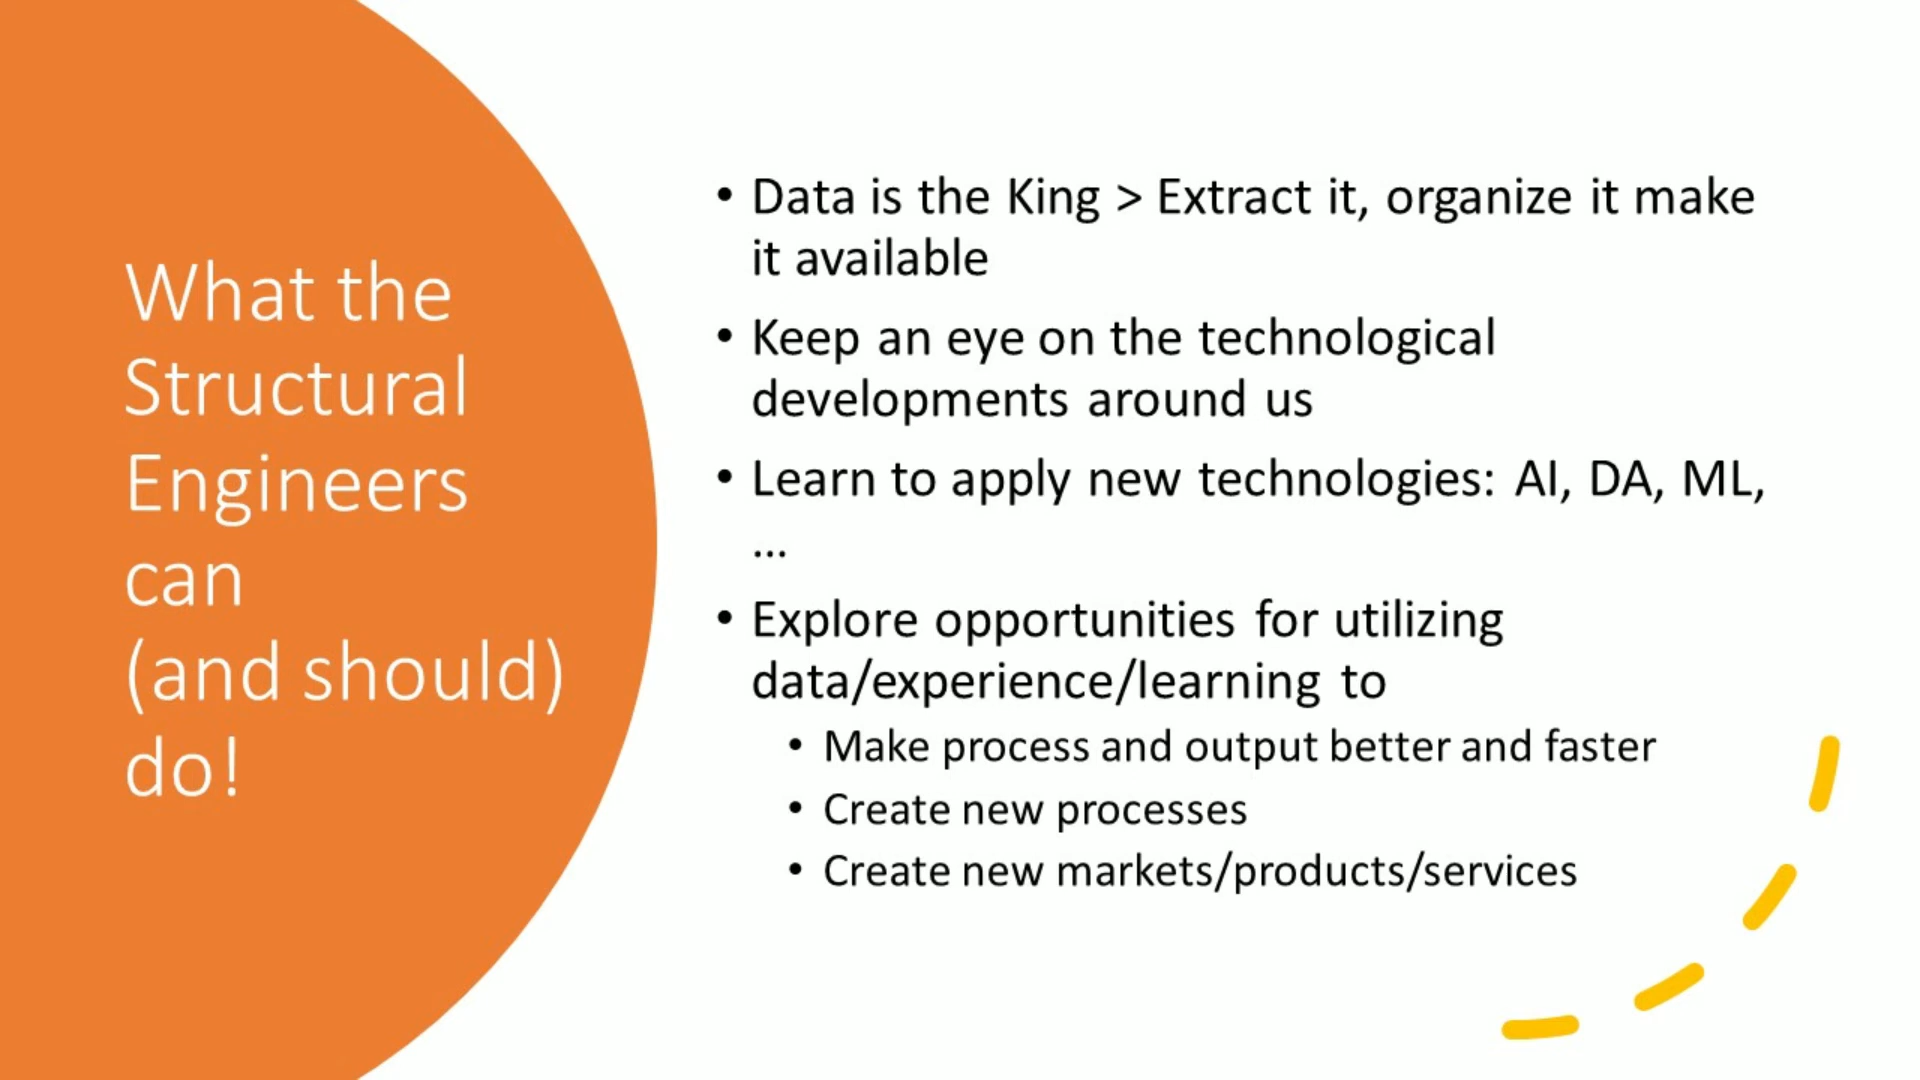 What the
Structural
Engineers
can
(and should)
do!
• Data is the King > Extract it, organize it make
it available
• Keep an eye on the technological
developments around us
• Learn to apply new technologies: AI, DA, ML,
...
• Explore opportunities for utilizing
data/experience/learning to
• Make process and output better and faster
• Create new processes
• Create new markets/products/services